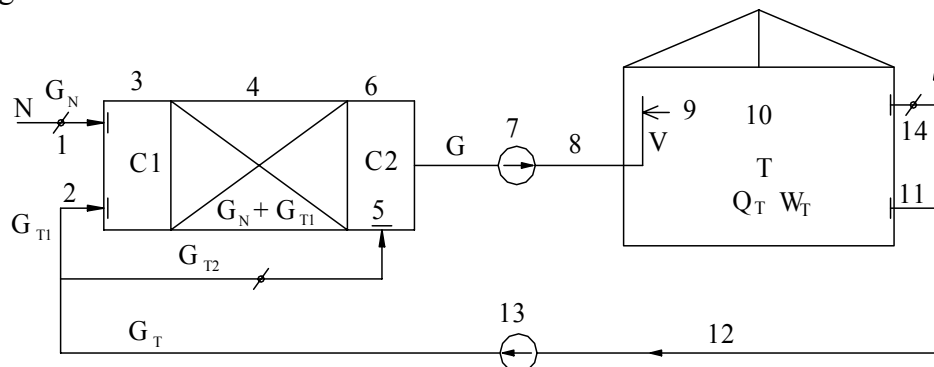 3 4 6
N G_N
1
C1 C2
G 7 8
9 10
V
T
Q_T W_T
14
11
2
G_T1
G_N + G_T1
5
G_T2
G_T
13 12